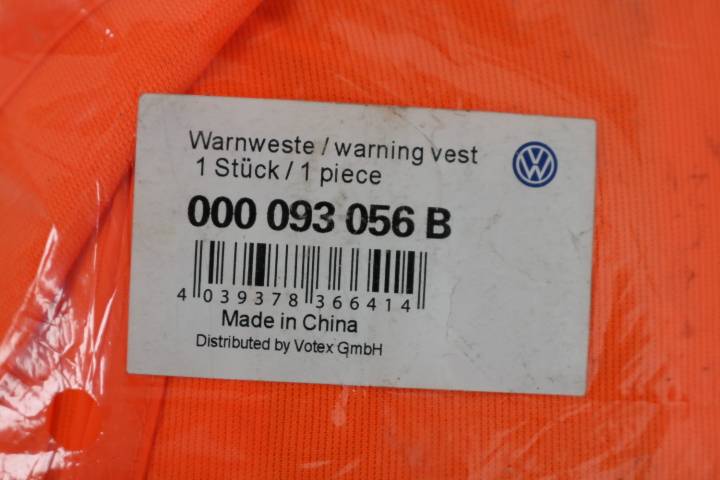 Warnweste / warning vest
1 Stück / 1 piece
000 093 056 B
4 039378 366414
Made in China
Distributed by Votex GmbH
VW